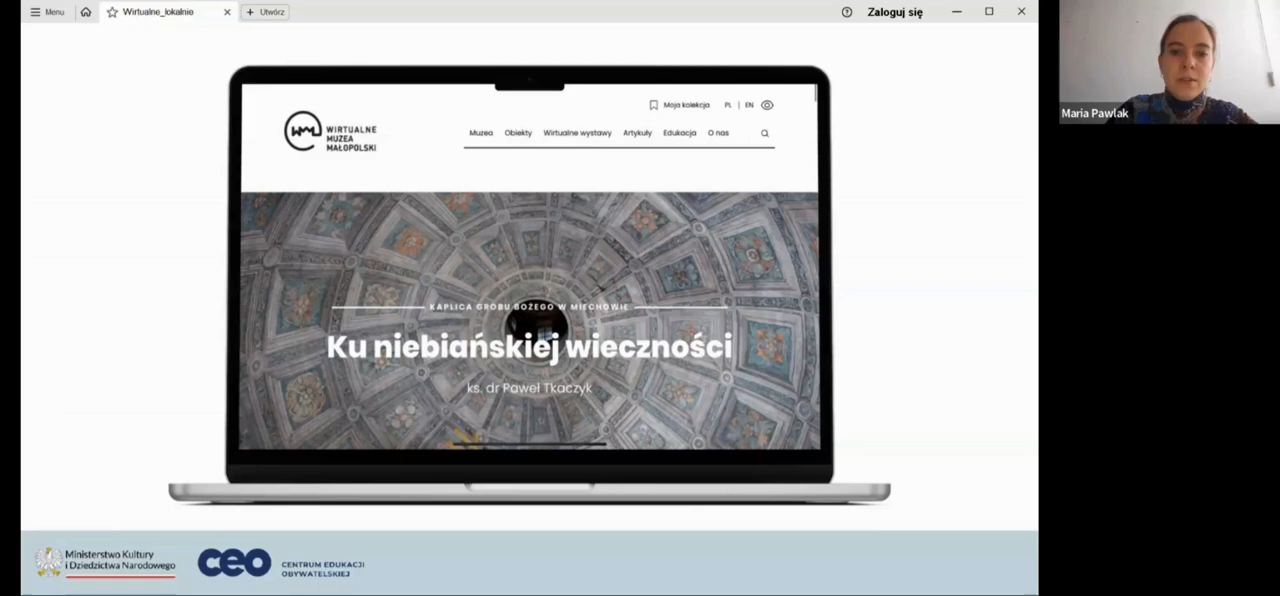 Menu
Wirtualne_lokalnie
Utwórz
Zaloguj się
Maria Pawlak
Moja kolekcja PL | EN
WIRTUALNE
MUZEA
MAŁOPOLSKI
Muzea Obiekty Wirtualne wystawy Artykuły Edukacja O nas
KAPLICA GROBU BOŻEGO W MIECHOWIE
Ku niebiańskiej wieczności
ks. dr Paweł Tkaczyk
Ministerstwo Kultury
i Dziedzictwa Narodowego
ceo
CENTRUM EDUKACJI
OBYWATELSKIEJ